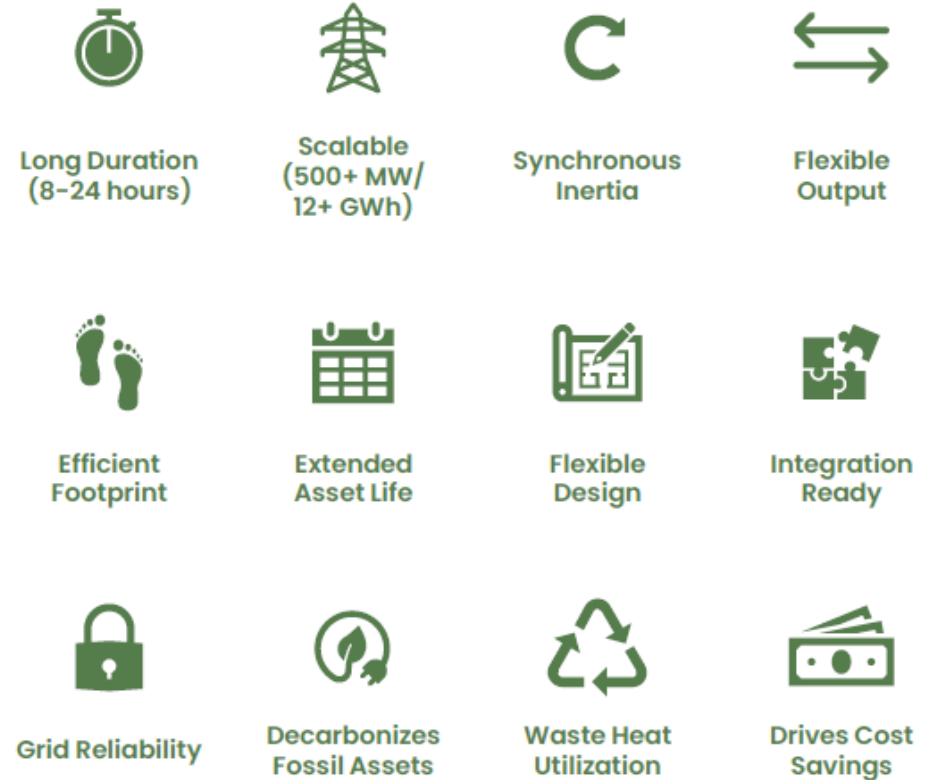 Long Duration
(8-24 hours)
Scalable
(500+ MW/
12+ GWh)
Synchronous
Inertia
Flexible
Output
Efficient
Footprint
Extended
Asset Life
Flexible
Design
Integration
Ready
Grid Reliability
Decarbonizes
Fossil Assets
Waste Heat
Utilization
Drives Cost
Savings